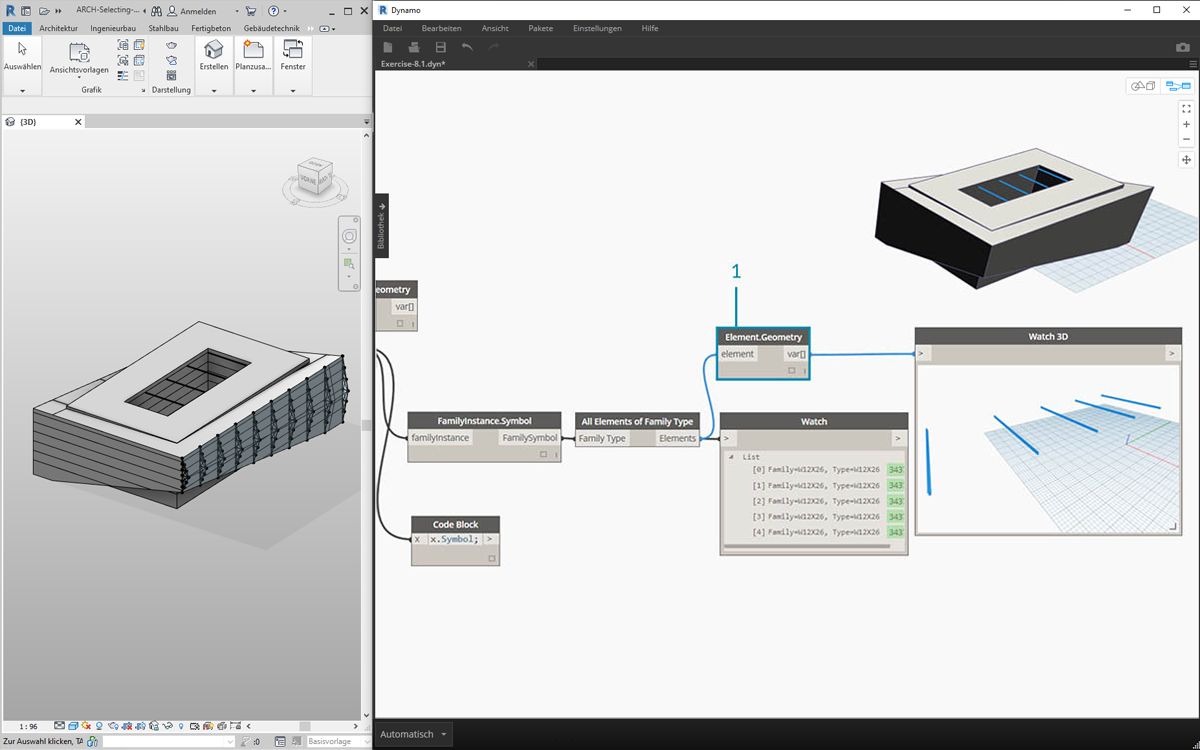 ARCH-Selecting-...
Anmelden
Datei
Architektur
Ingenieurbau
Stahlbau
Fertigbeton
Gebäudetechnik
Auswählen
Ansichtsvorlagen
Erstellen
Planzusa...
Fenster
Grafik
Darstellung
{3D}
1 : 96
Zur Auswahl klicken, TA
:0
Basisvorlage
Dynamo
Datei
Bearbeiten
Ansicht
Pakete
Einstellungen
Hilfe
Exercise-8.1.dyn*
Bibliothek
eometry
var[]
1
Element.Geometry
element
var[]
Watch 3D
>
>
FamilyInstance.Symbol
familyInstance
FamilySymbol
All Elements of Family Type
Family Type
Elements
Watch
>
>
List
[0] Family=W12X26, Type=W12X26 343
[1] Family=W12X26, Type=W12X26 343
[2] Family=W12X26, Type=W12X26 343
[3] Family=W12X26, Type=W12X26 343
[4] Family=W12X26, Type=W12X26 343
Code Block
x
x.Symbol;
>
Automatisch